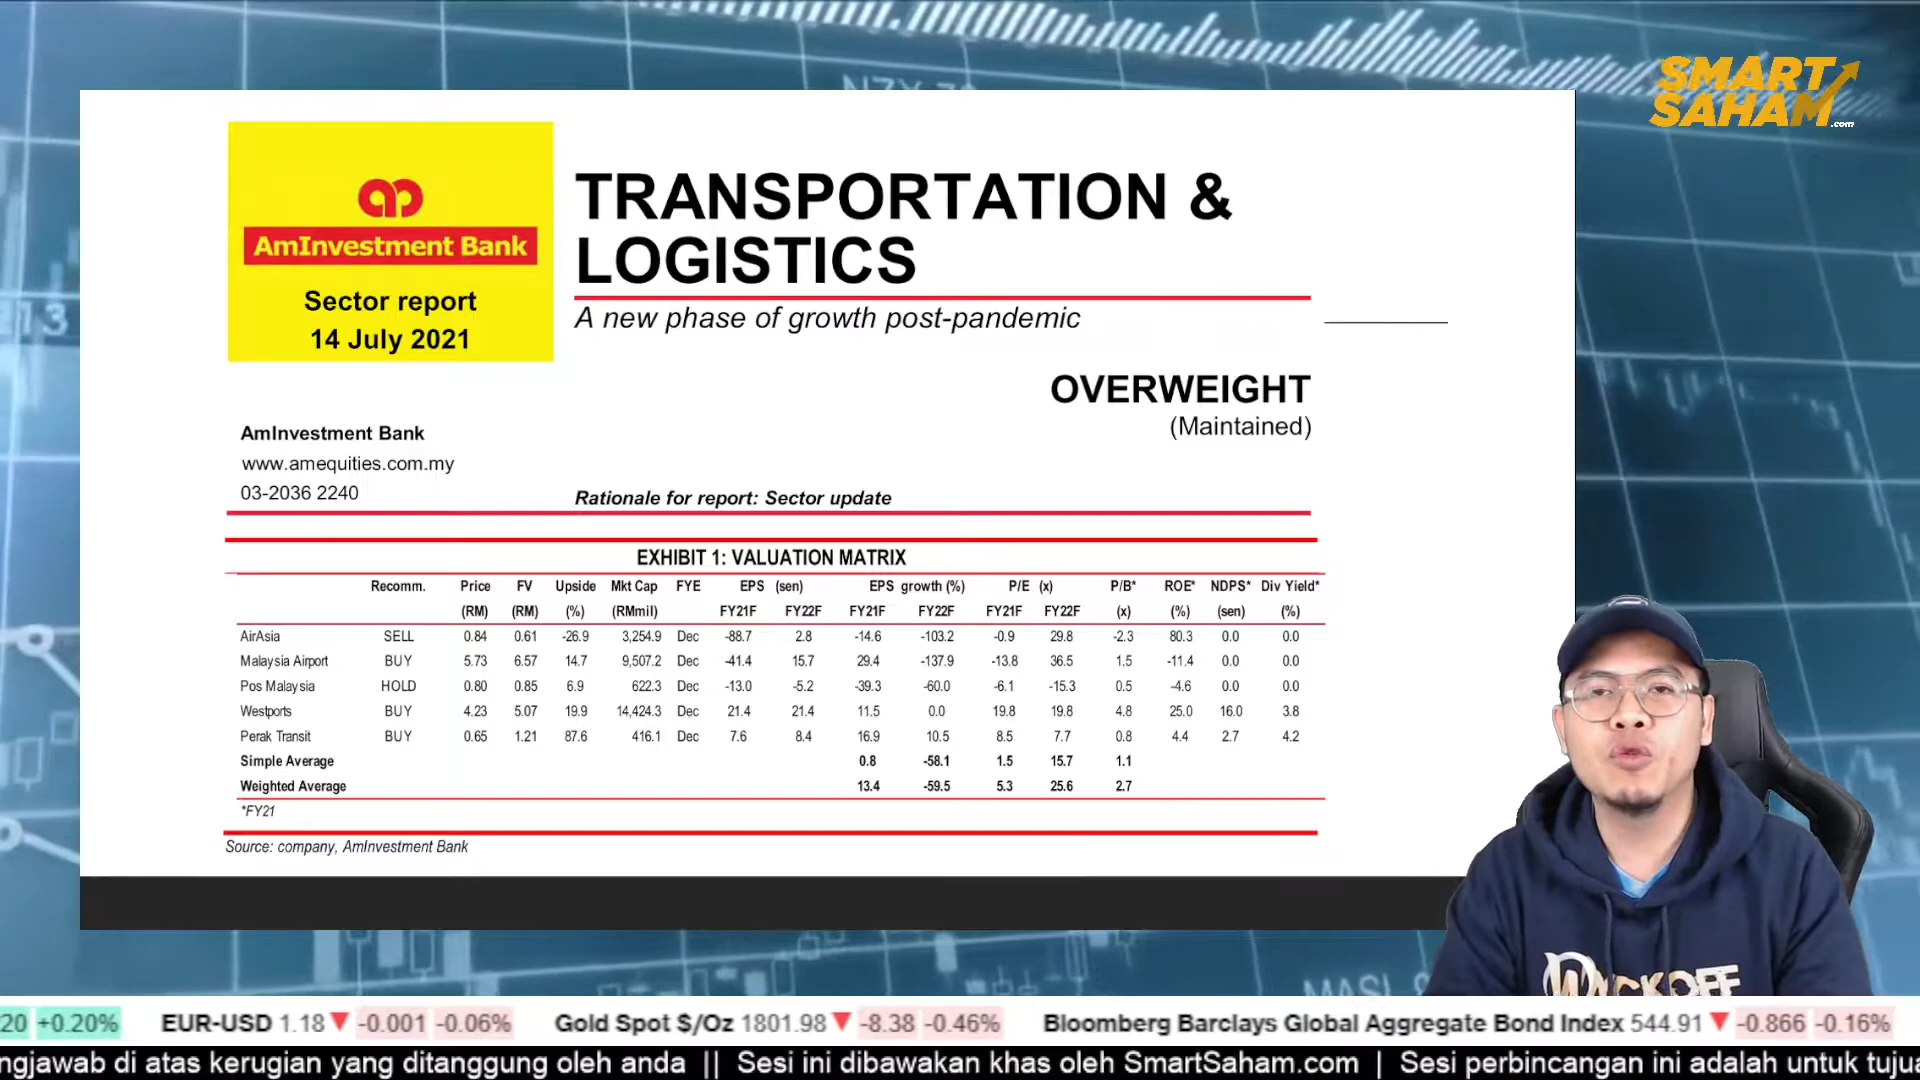 SMART
SAHAM
.com
AmInvestment Bank
Sector report
14 July 2021
TRANSPORTATION &
LOGISTICS
A new phase of growth post-pandemic
OVERWEIGHT
(Maintained)
AmInvestment Bank
www.amequities.com.my
03-2036 2240
Rationale for report: Sector update
EXHIBIT 1: VALUATION MATRIX
Recomm. Price FV Upside Mkt Cap FYE EPS (sen) EPS growth (%) P/E (x) P/B* ROE* NDPS* Div Yield*
(RM) (RM) (%) (RMmil) FY21F FY22F FY21F FY22F FY21F FY22F (x) (%) (sen) (%)
AirAsia SELL 0.84 0.61 -26.9 3,254.9 Dec -88.7 2.8 -14.6 -103.2 -0.9 29.8 -2.3 80.3 0.0 0.0
Malaysia Airport BUY 5.73 6.57 14.7 9,507.2 Dec -41.4 15.7 29.4 -137.9 -13.8 36.5 1.5 -11.4 0.0 0.0
Pos Malaysia HOLD 0.80 0.85 6.9 622.3 Dec -13.0 -5.2 -39.3 -60.0 -6.1 -15.3 0.5 -4.6 0.0 0.0
Westports BUY 4.23 5.07 19.9 14,424.3 Dec 21.4 21.4 11.5 0.0 19.8 19.8 4.8 25.0 16.0 3.8
Perak Transit BUY 0.65 1.21 87.6 416.1 Dec 7.6 8.4 16.9 10.5 8.5 7.7 0.8 4.4 2.7 4.2
Simple Average 0.8 -58.1 1.5 15.7 1.1
Weighted Average 13.4 -59.5 5.3 25.6 2.7
*FY21
Source: company, AmInvestment Bank
20 +0.20% EUR-USD 1.18 ▼ -0.001 -0.06% Gold Spot $/Oz 1801.98 ▼ -8.38 -0.46% Bloomberg Barclays Global Aggregate Bond Index 544.91 ▼ -0.866 -0.16%
ngjawab di atas kerugian yang ditanggung oleh anda || Sesi ini dibawakan khas oleh SmartSaham.com | Sesi perbincangan ini adalah untuk tujua